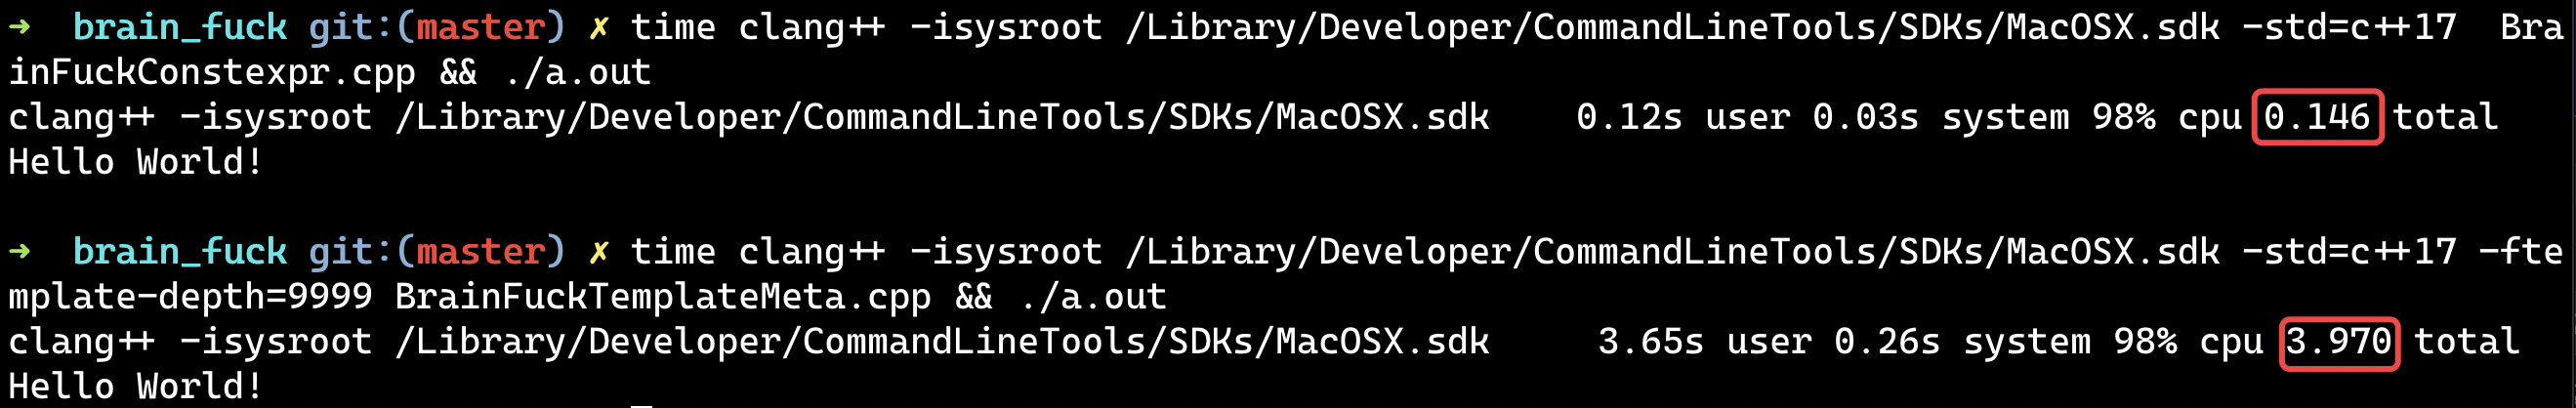 ➜  brain_fuck git:(master) ✗ time clang++ -isysroot /Library/Developer/CommandLineTools/SDKs/MacOSX.sdk -std=c++17  Bra
inFuckConstexpr.cpp && ./a.out
clang++ -isysroot /Library/Developer/CommandLineTools/SDKs/MacOSX.sdk    0.12s user 0.03s system 98% cpu 0.146 total
Hello World!
➜  brain_fuck git:(master) ✗ time clang++ -isysroot /Library/Developer/CommandLineTools/SDKs/MacOSX.sdk -std=c++17 -fte
mplate-depth=9999 BrainFuckTemplateMeta.cpp && ./a.out
clang++ -isysroot /Library/Developer/CommandLineTools/SDKs/MacOSX.sdk     3.65s user 0.26s system 98% cpu 3.970 total
Hello World!